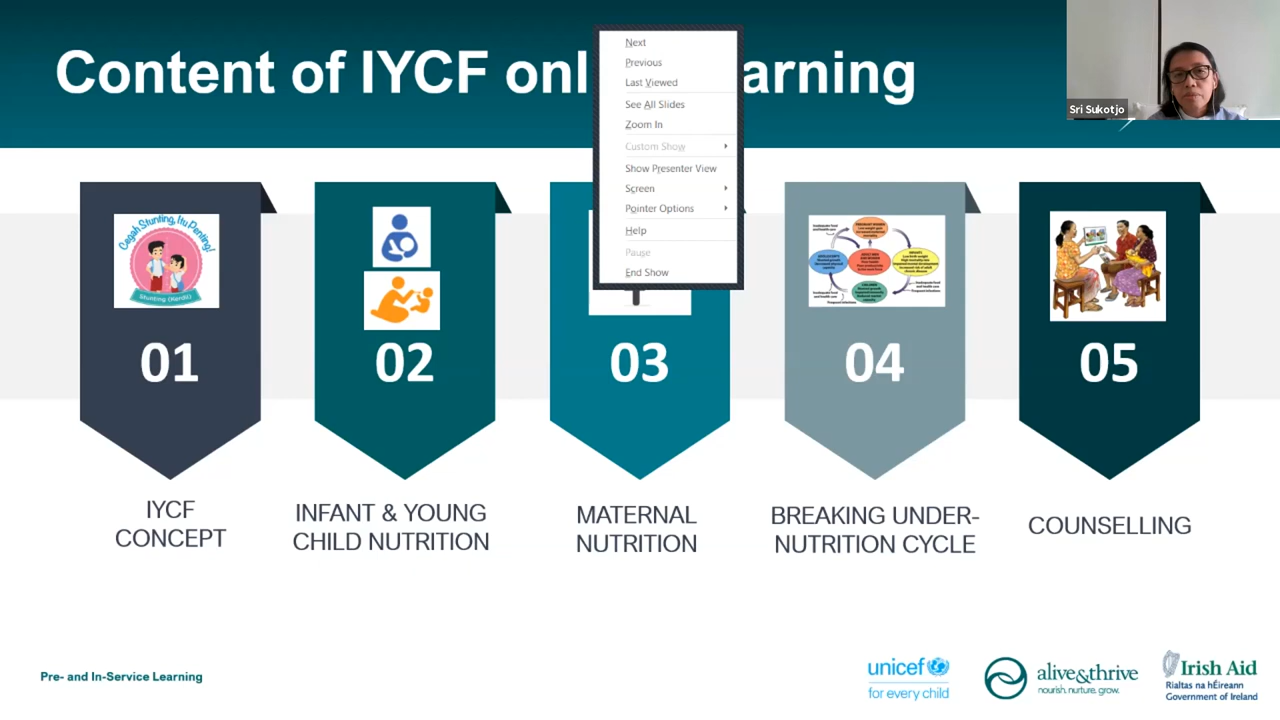 Content of IYCF onl arning
Sri Sukotjo
Next
Previous
Last Viewed
See All Slides
Zoom In
Custom Show
Show Presenter View
Screen
Pointer Options
Help
Pause
End Show
Cegah Stunting, Itu Penting!
Stunting (Kerdil)
01
02
03
04
05
IYCF
CONCEPT
INFANT & YOUNG
CHILD NUTRITION
MATERNAL
NUTRITION
BREAKING UNDER-
NUTRITION CYCLE
COUNSELLING
Pre- and In-Service Learning
unicef
for every child
alive&thrive
nourish. nurture. grow.
Irish Aid
Rialtas na hÉireann
Government of Ireland